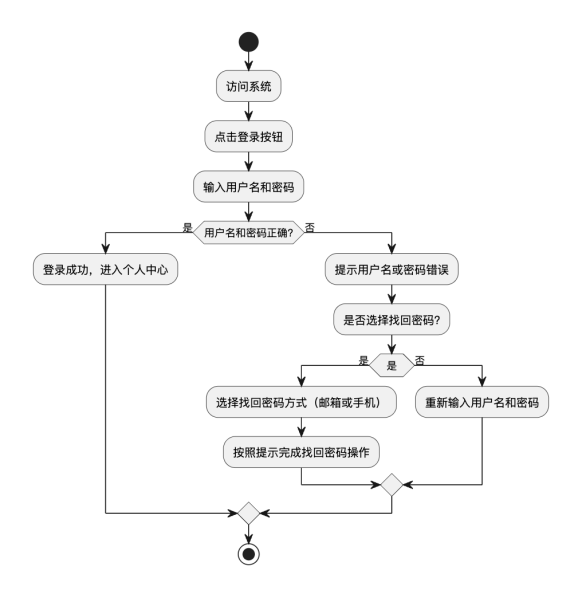 访问系统
点击登录按钮
输入用户名和密码
是
用户名和密码正确?
否
登录成功，进入个人中心
提示用户名或密码错误
是否选择找回密码?
是
是
否
选择找回密码方式（邮箱或手机）
重新输入用户名和密码
按照提示完成找回密码操作